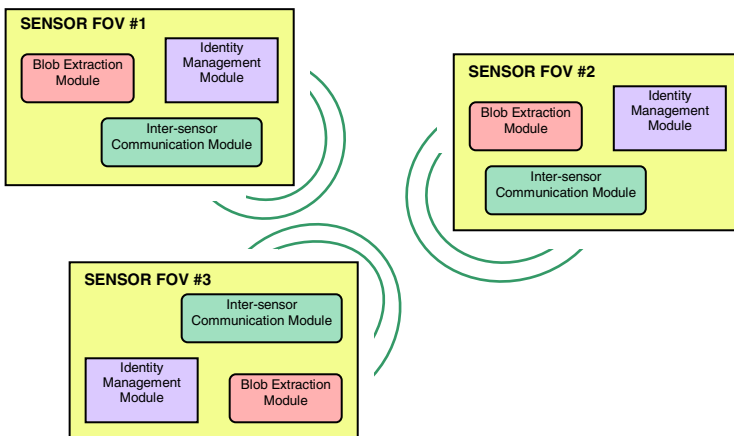 SENSOR FOV #1
Blob Extraction
Module
Identity
Management
Module
Inter-sensor
Communication Module
SENSOR FOV #2
Blob Extraction
Module
Identity
Management
Module
Inter-sensor
Communication Module
SENSOR FOV #3
Inter-sensor
Communication Module
Identity
Management
Module
Blob Extraction
Module